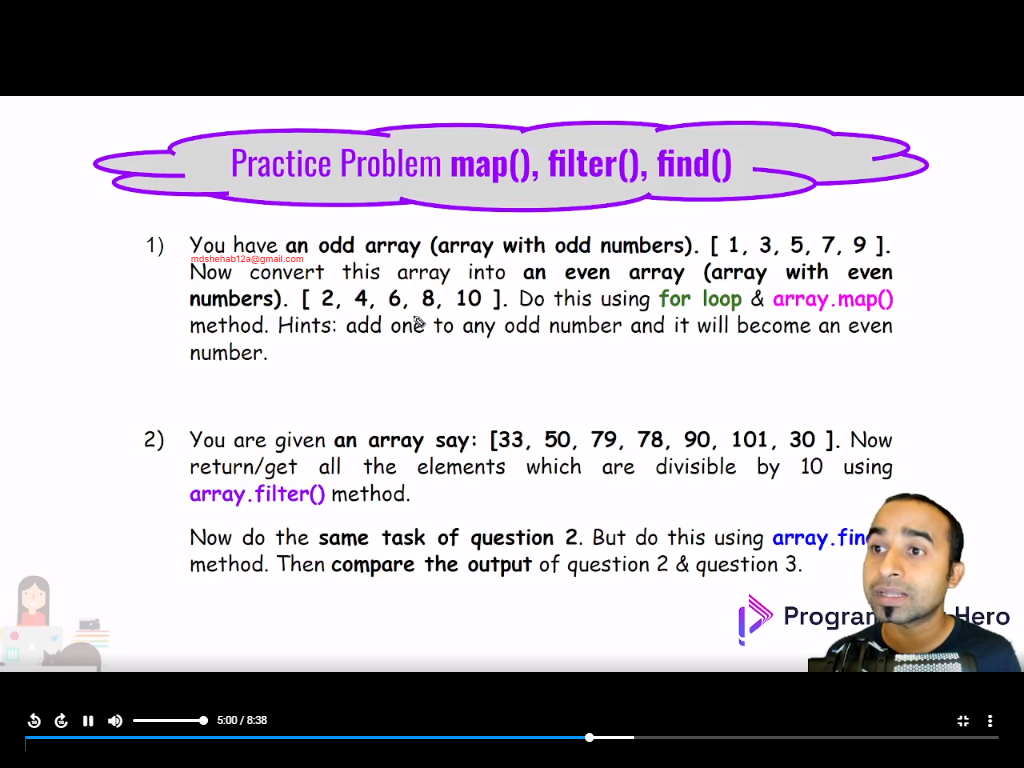 Practice Problem map(), filter(), find()
1) You have an odd array (array with odd numbers). [ 1, 3, 5, 7, 9 ].
mdshehab12a@gmail.com
Now convert this array into an even array (array with even
numbers). [ 2, 4, 6, 8, 10 ]. Do this using for loop & array.map()
method. Hints: add one to any odd number and it will become an even
number.
2) You are given an array say: [33, 50, 79, 78, 90, 101, 30 ]. Now
return/get all the elements which are divisible by 10 using
array.filter() method.
Now do the same task of question 2. But do this using
method. Then compare the output of question 2 & question 3.
Hero
5:00 / 8:38